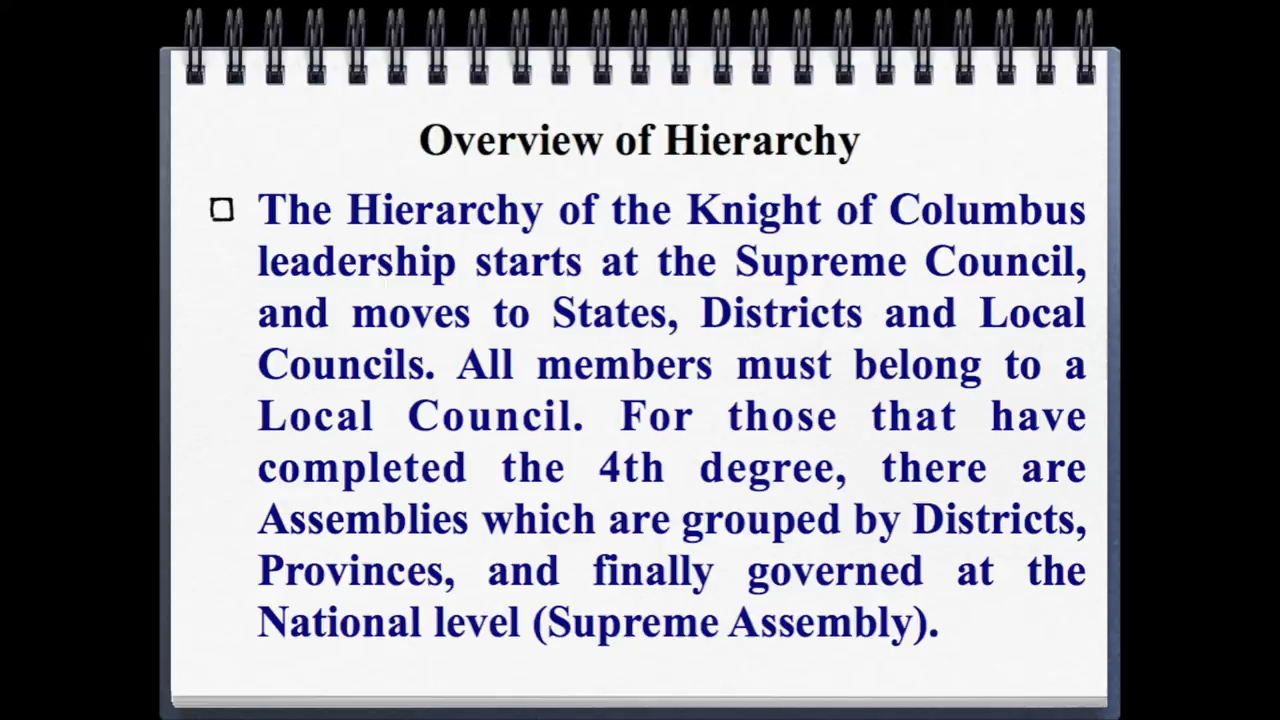 Overview of Hierarchy
The Hierarchy of the Knight of Columbus
leadership starts at the Supreme Council,
and moves to States, Districts and Local
Councils. All members must belong to a
Local Council. For those that have
completed the 4th degree, there are
Assemblies which are grouped by Districts,
Provinces, and finally governed at the
National level (Supreme Assembly).